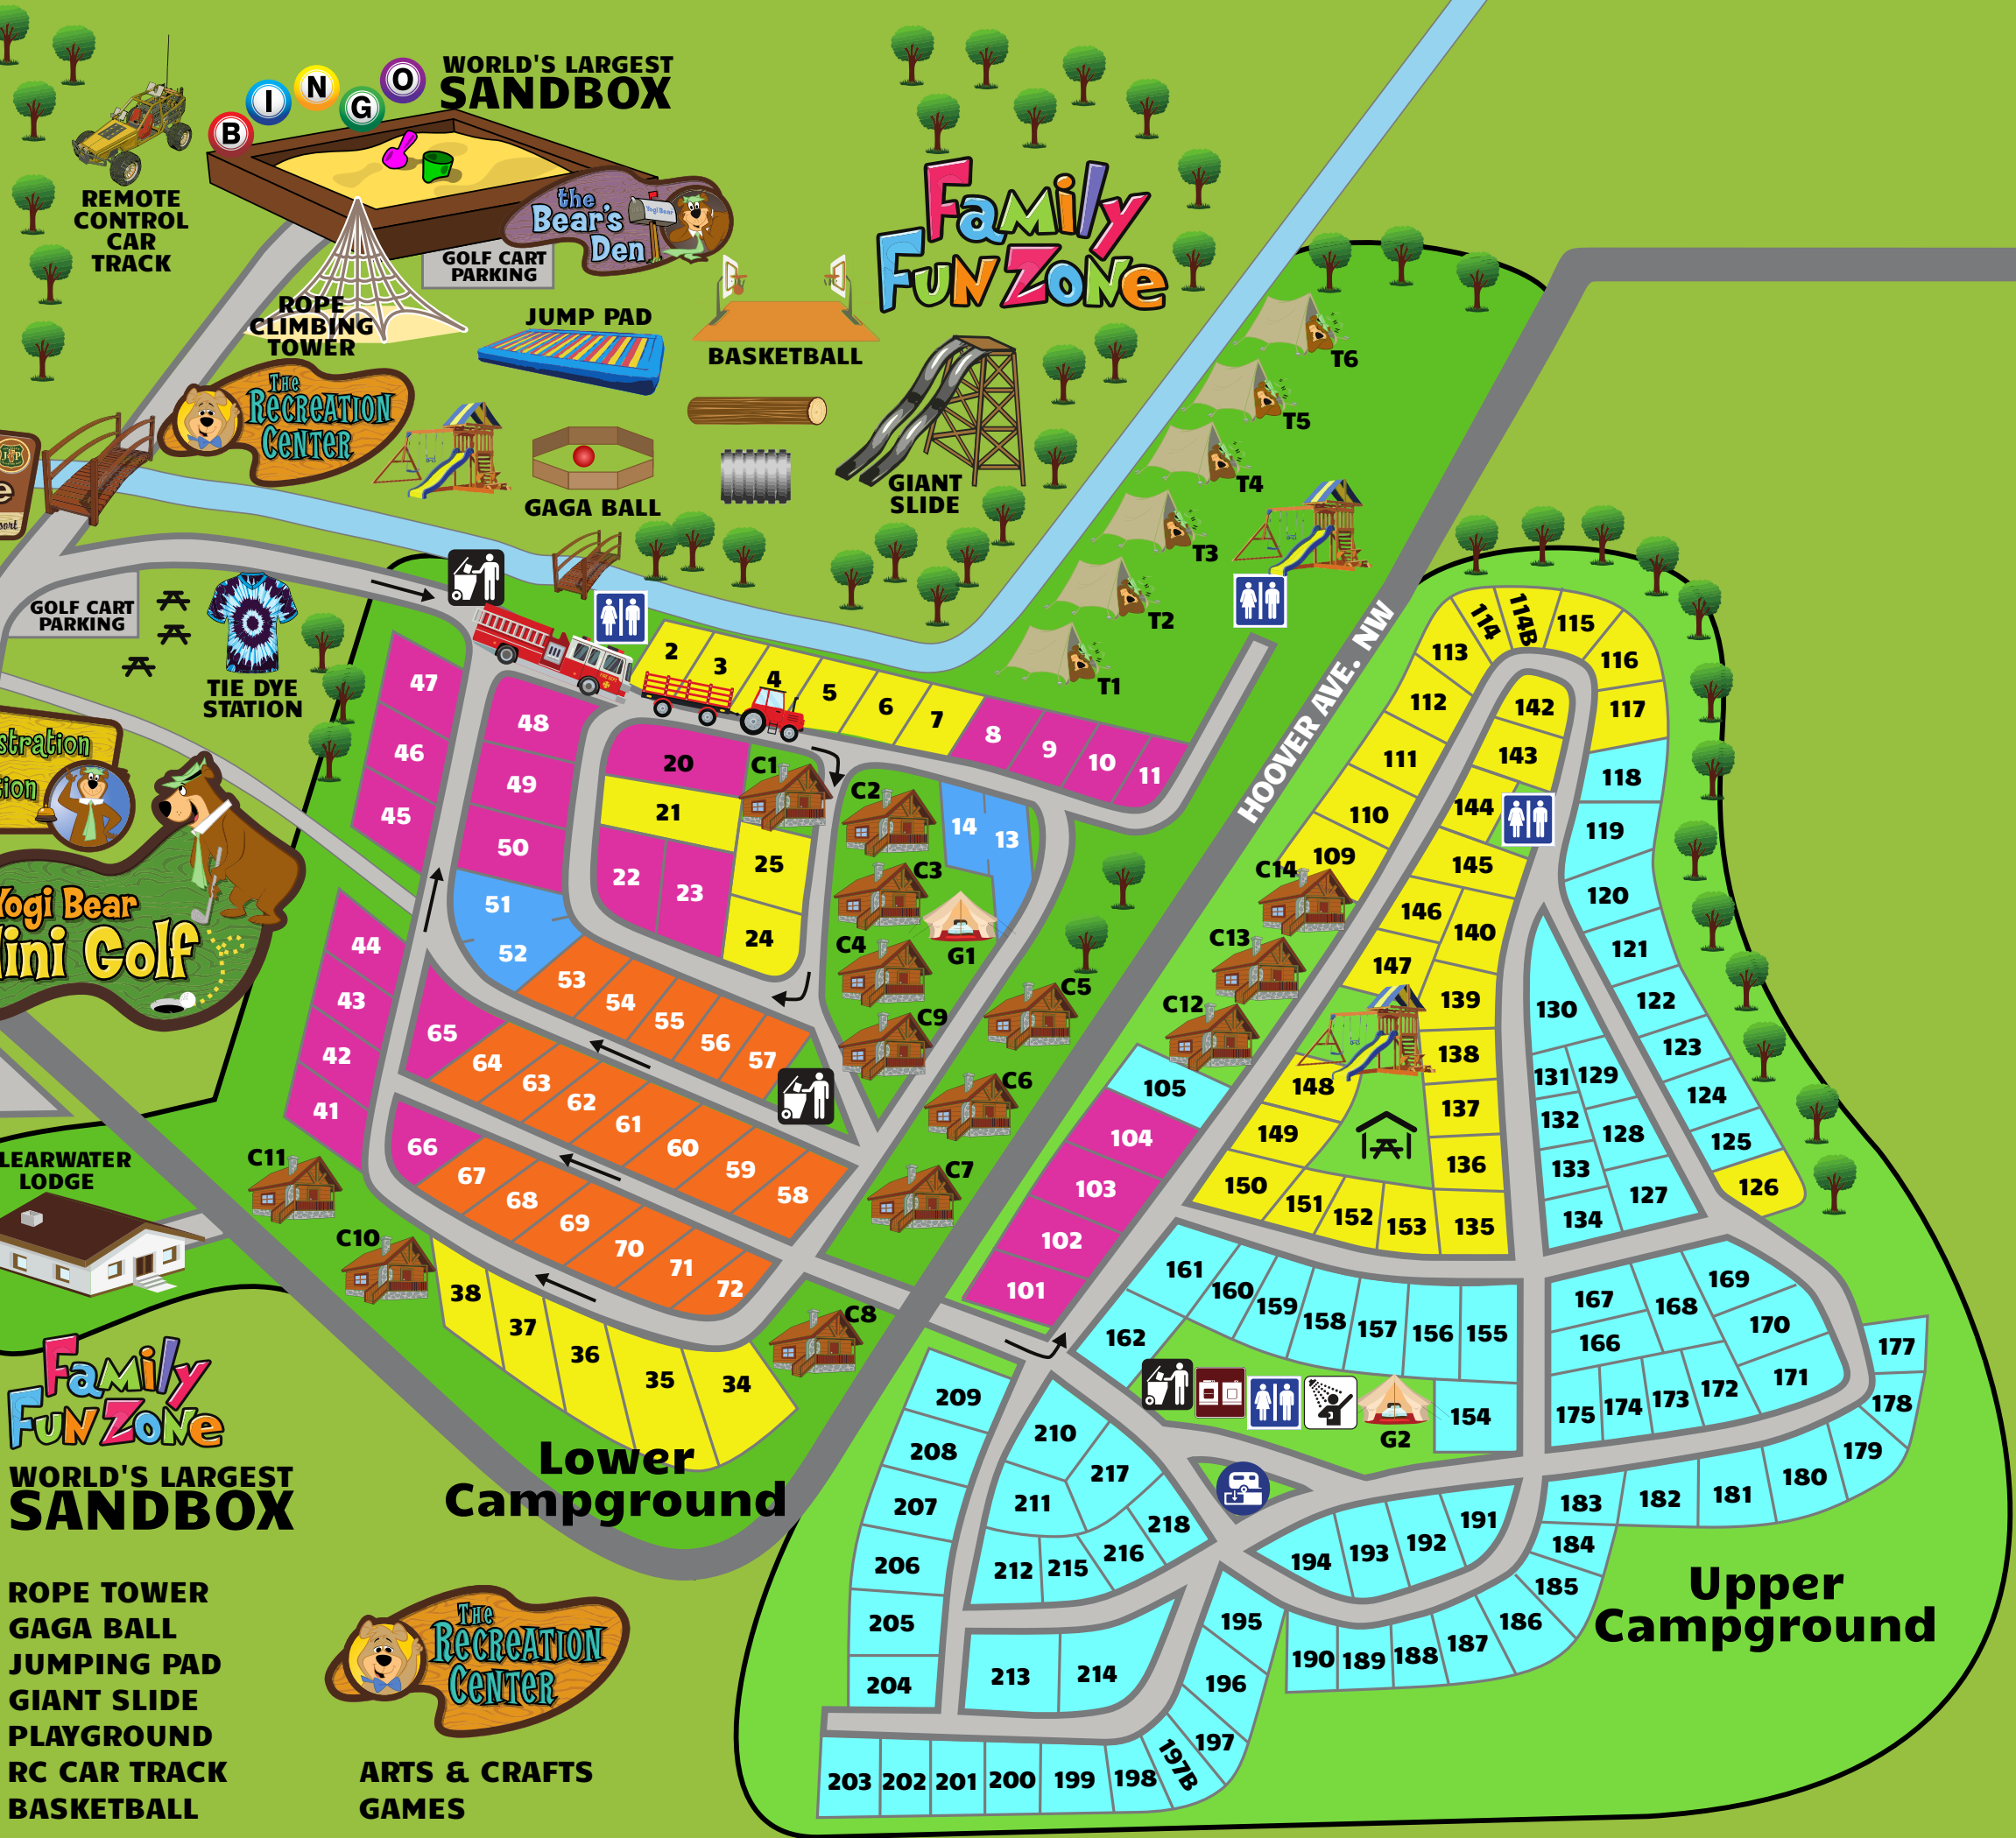 WORLD'S LARGEST
SANDBOX
B I N G O
REMOTE
CONTROL
CAR
TRACK
the
Bear's
Den
Yogi Bear
GOLF CART
PARKING
ROPE
CLIMBING
TOWER
JUMP PAD
BASKETBALL
Family
Fun Zone
The
Recreation
Center
GAGA BALL
GIANT
SLIDE
T6
T5
T4
T3
T2
T1
GOLF CART
PARKING
TIE DYE
STATION
HOOVER AVE. NW
stration
tion
Yogi Bear
ini Golf
LEARWATER
LODGE
2 3 4 5 6 7 8 9 10 11
47
46
45
44
43
42
41
48
49
50
51
52
20
21
22 23
25
24
C1
C2
C3
C4
C9
C5
C6
C7
C8
C10
C11
14 13
G1
53 54 55 56 57
65 64 63 62 61 60 59 58
66 67 68 69 70 71 72
38 37 36 35 34
Lower
Campground
C14
C13
C12
105
104
103
102
101
109
110
111
112
113
114
114B
115
116
117
118
119
120
121
122
123
124
125
126
142
143
144
145
146 140
147 139
138
148 137
149 136
150 151 152 153 135
130
131 129
132 128
133 127
134
161 160 159 158 157 156 155
162
154
G2
167 168 169
166 170
175 174 173 172 171
177
178
179
180
181
182
183
184
185
186
187
188
189
190
191
192
193
194
209
208
207
206
205
204
210
217
211
218
212 215 216
213 214
195
196
197
197B
203 202 201 200 199 198
Upper
Campground
Family
Fun Zone
WORLD'S LARGEST
SANDBOX
ROPE TOWER
GAGA BALL
JUMPING PAD
GIANT SLIDE
PLAYGROUND
RC CAR TRACK
BASKETBALL
The
Recreation
Center
ARTS & CRAFTS
GAMES